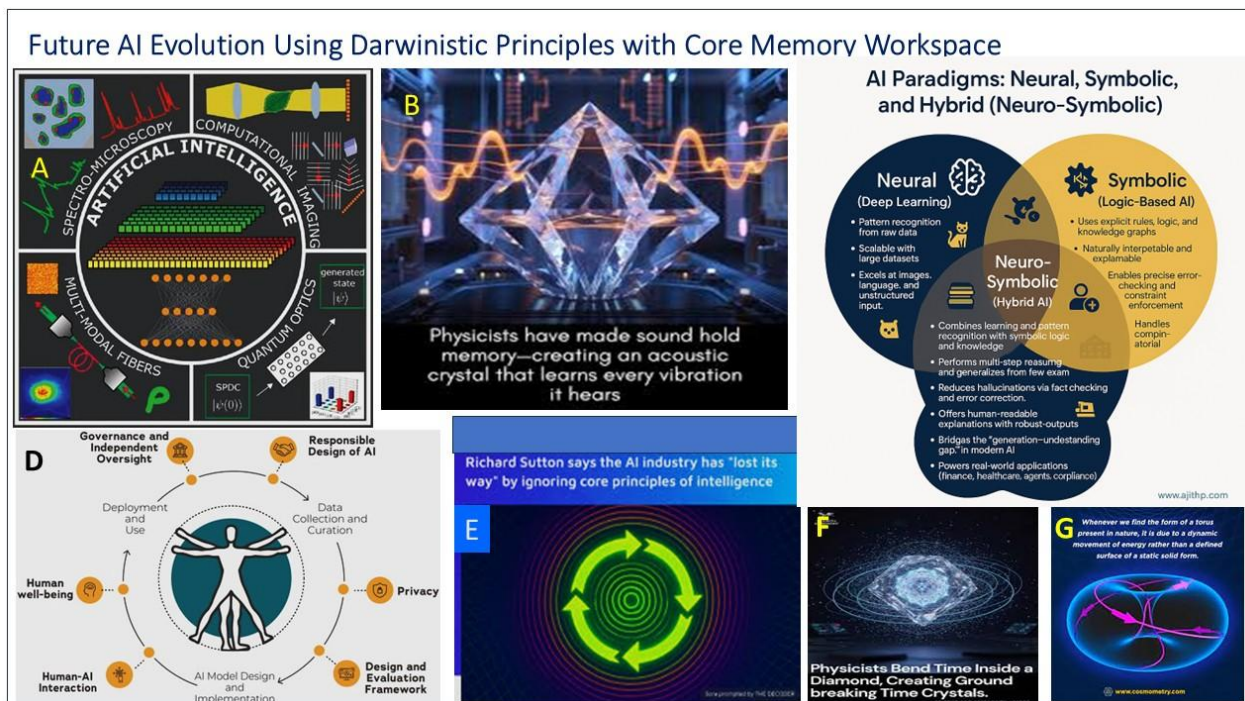 Future AI Evolution Using Darwinistic Principles with Core Memory Workspace
A
SPECTRO-MICROSCOPY
COMPUTATIONAL IMAGING
ARTIFICIAL INTELLIGENCE
MULTI-MODAL FIBERS
QUANTUM OPTICS
generated
state
|ψ⟩
SPDC
|ψ(0)⟩
B
Physicists have made sound hold
memory—creating an acoustic
crystal that learns every vibration
it hears
AI Paradigms: Neural, Symbolic,
and Hybrid (Neuro-Symbolic)
Neural
(Deep Learning)
• Pattern recognition
from raw data
• Scalable with
large datasets
• Excels at images.
language. and
unstructured
input.
Symbolic
(Logic-Based AI)
• Uses explicit rules, logic, and
knowledge graphs
• Naturally interpetable and
explamable
Enables precise error-
checking and
constraint
enforcement
Handles
compin-
atorial
Neuro-
Symbolic
(Hybrid AI)
• Combines learning and pattern
recognition with symbolic logic
and knowledge
• Performs multi-step reasumg
and generalizes from few exam
• Reduces hallucinations via fact checking
and error correction.
• Offers human-readable
explanations with robust-outputs
• Bridges the "generation–undestanding
gap." in modern AI
• Powers real-world applications
(finance, healthcare, agents, corpliance)
www.ajithp.com
D
Governance and
Independent
Oversight
Responsible
Design of AI
Deployment
and
Use
Data
Collection and
Curation
Human
well-being
Privacy
Human-AI
Interaction
AI Model Design
and
Implementation
Design and
Evaluation
Framework
Richard Sutton says the AI industry has "lost its
way" by ignoring core principles of intelligence
E
prompted by THE DECODER
F
Physicists Bend Time Inside a
Diamond, Creating Ground
breaking Time Crystals.
G
Whenever we find the form of a torus
present in nature, it is due to a dynamic
movement of energy rather than a defined
surface of a static solid form.
www.cosmometry.com